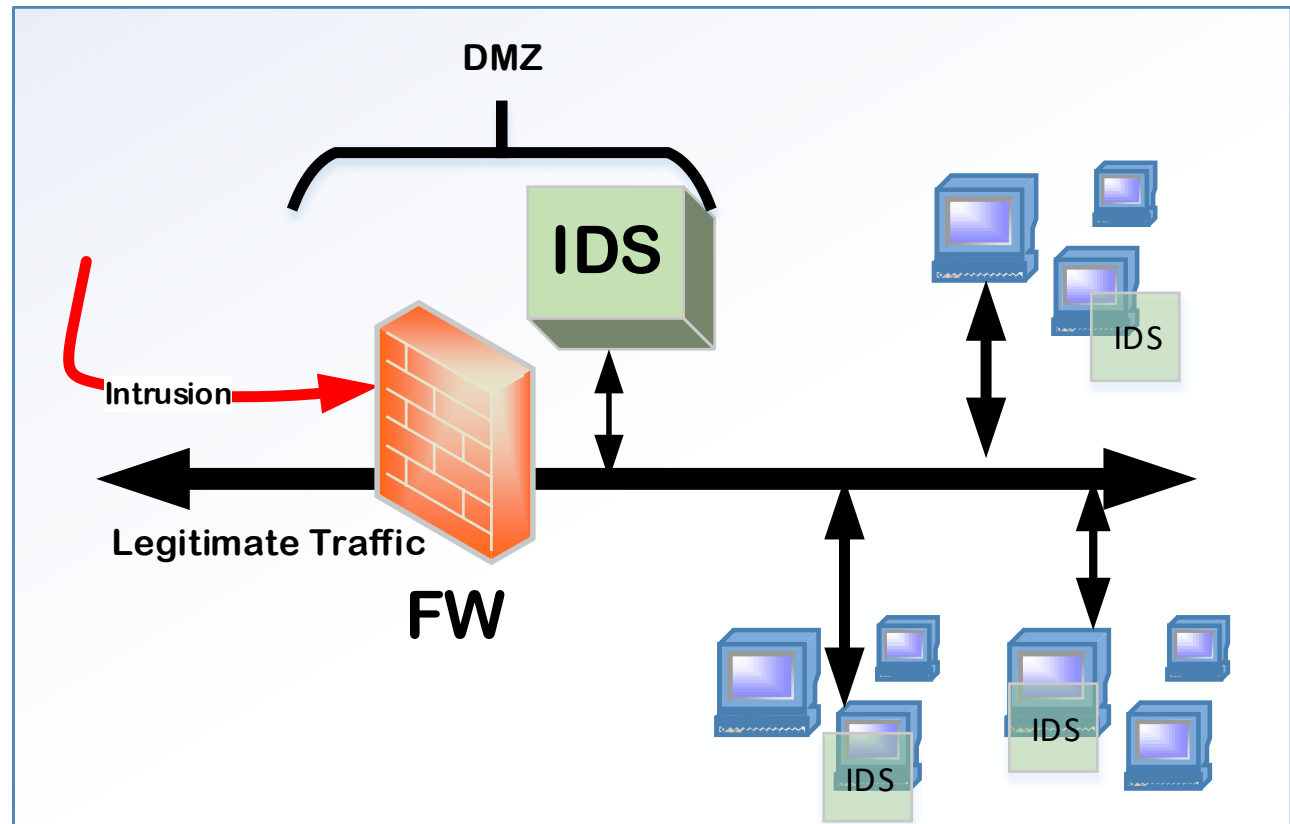 DMZ
IDS
IDS
Intrusion
Legitimate Traffic
FW
IDS
IDS